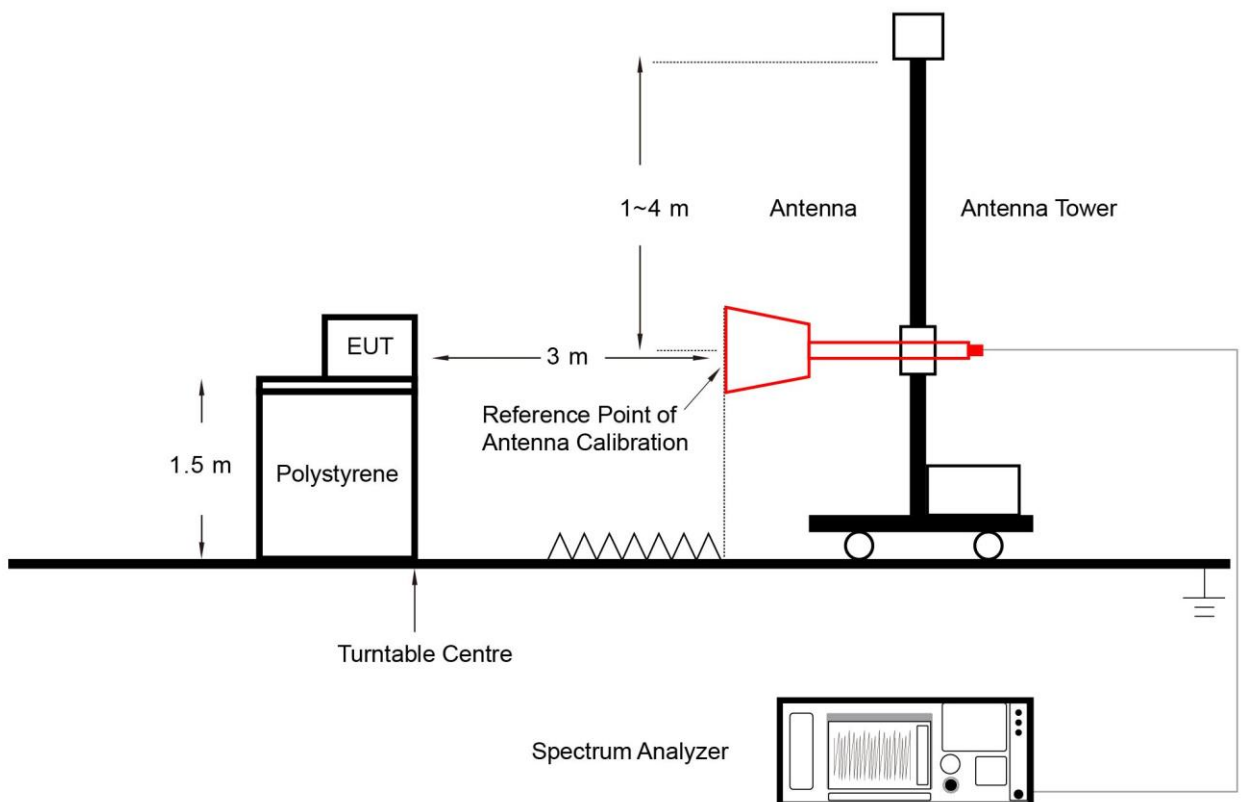 1~4 m
Antenna
Antenna Tower
EUT
3 m
Reference Point of
Antenna Calibration
1.5 m
Polystyrene
Turntable Centre
Spectrum Analyzer